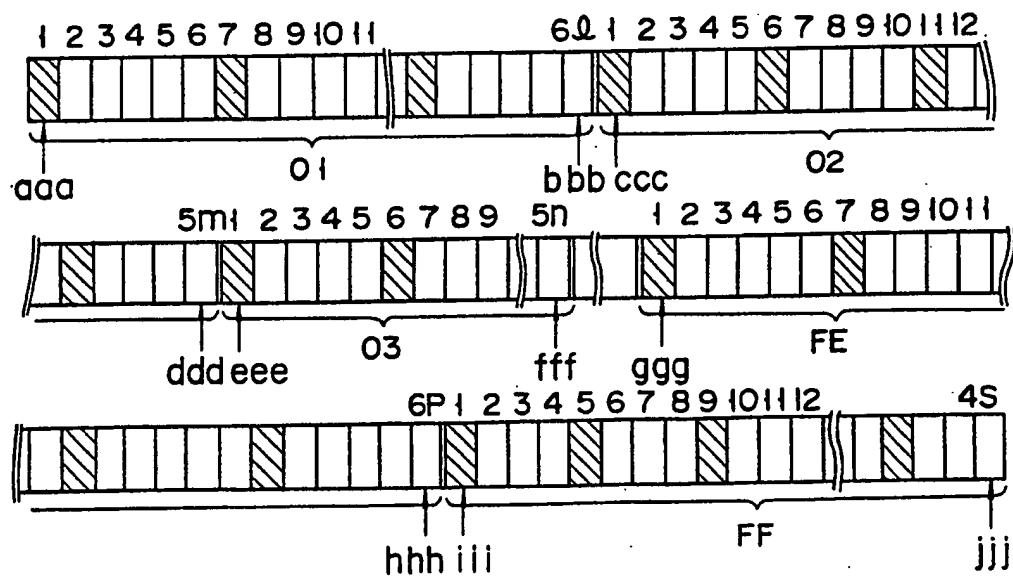 1 2 3 4 5 6 7 8 9 10 11 6ℓ 1 2 3 4 5 6 7 8 9 10 11 12
01 02
aaa bbb ccc
5m 1 2 3 4 5 6 7 8 9 5n 1 2 3 4 5 6 7 8 9 10 11
03 FE
ddd eee fff ggg
6P 1 2 3 4 5 6 7 8 9 10 11 12 4S
FF
hhh iii jjj